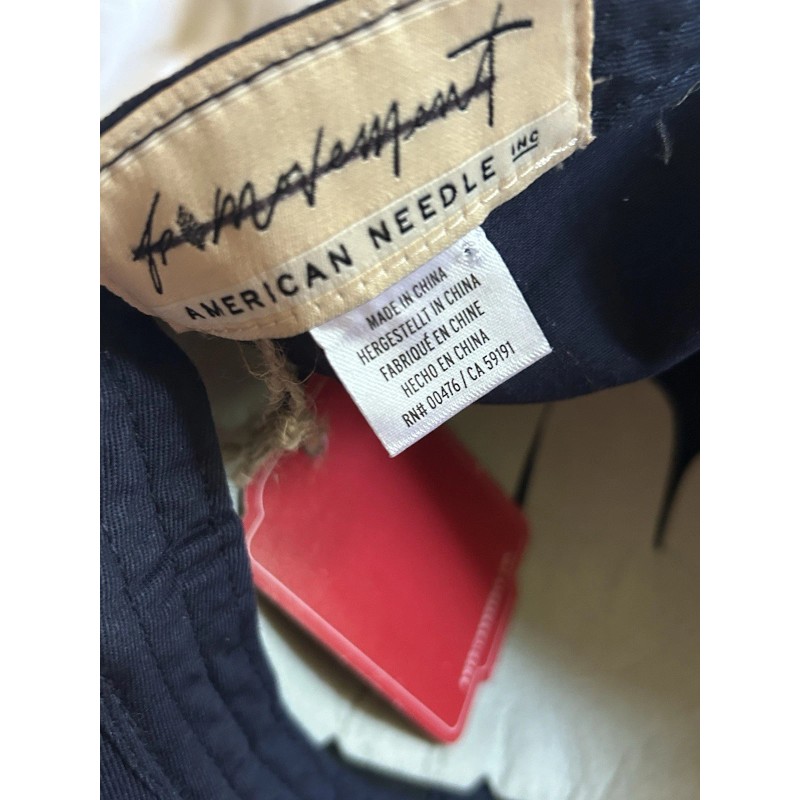 AMERICAN NEEDLE INC
MADE IN CHINA
HERGESTELLT IN CHINA
FABRIQUÉ EN CHINE
HECHO EN CHINA
RN# 00476 / CA 59191